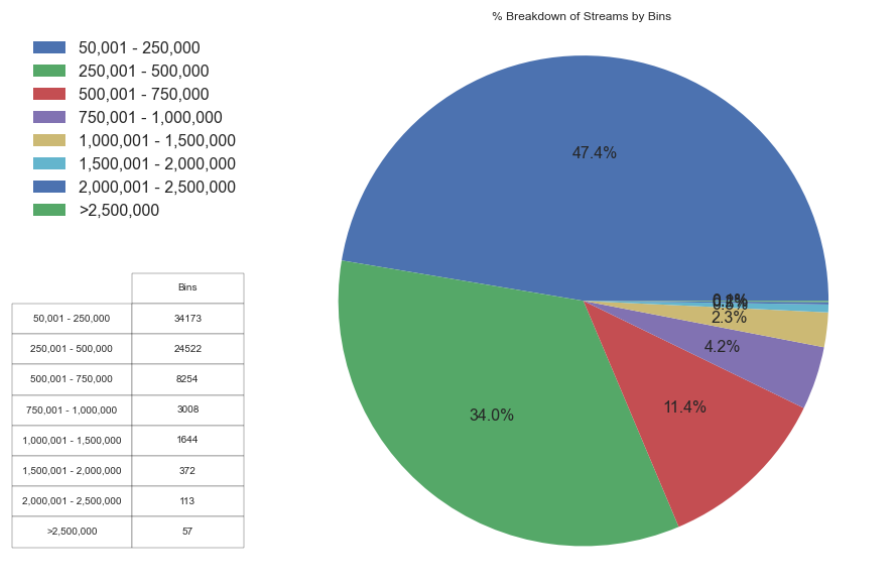 % Breakdown of Streams by Bins
50,001 - 250,000
250,001 - 500,000
500,001 - 750,000
750,001 - 1,000,000
1,000,001 - 1,500,000
1,500,001 - 2,000,000
2,000,001 - 2,500,000
>2,500,000
47.4%
34.0%
11.4%
4.2%
2.3%
Bins
50,001 - 250,000 34173
250,001 - 500,000 24522
500,001 - 750,000 8254
750,001 - 1,000,000 3008
1,000,001 - 1,500,000 1644
1,500,001 - 2,000,000 372
2,000,001 - 2,500,000 113
>2,500,000 57